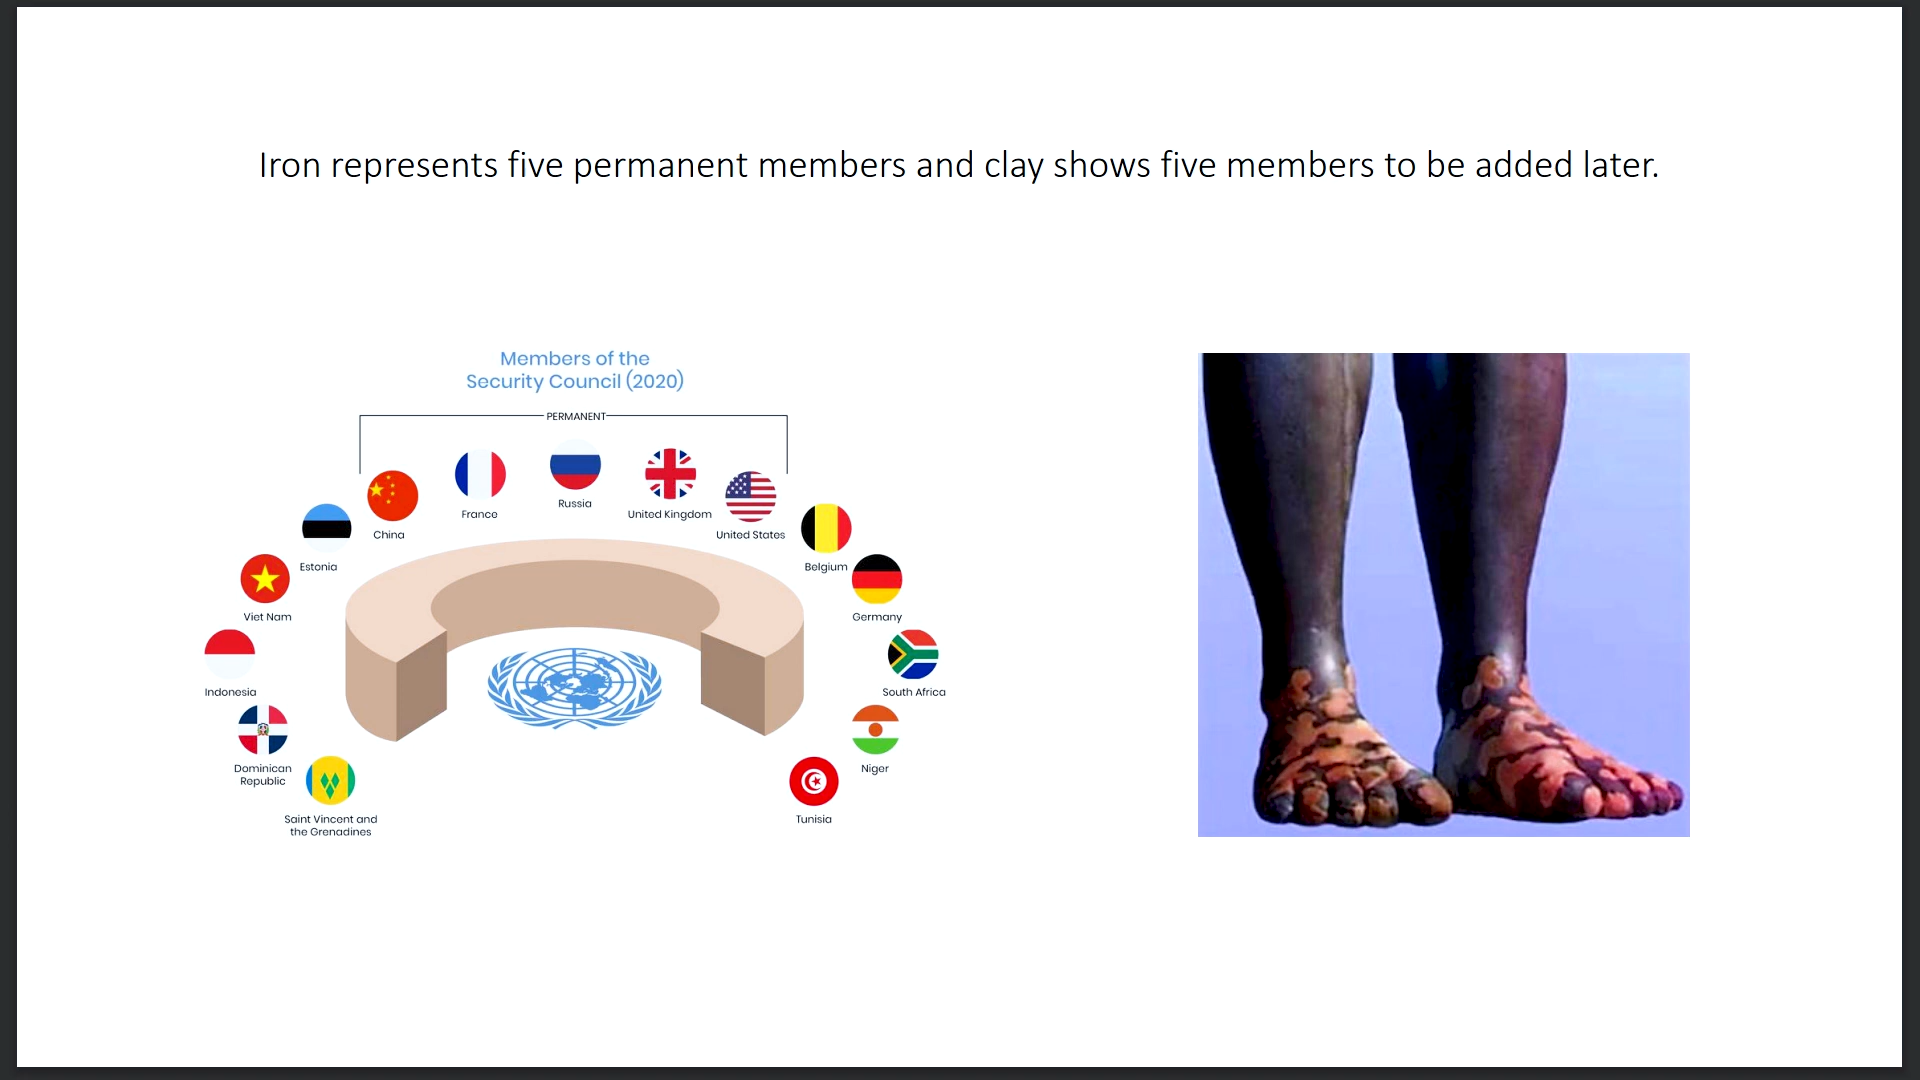 Iron represents five permanent members and clay shows five members to be added later.
Members of the
Security Council (2020)
PERMANENT
Russia
France
United Kingdom
China
United States
Estonia
Belgium
Viet Nam
Germany
Indonesia
South Africa
Dominican
Republic
Niger
Saint Vincent and
the Grenadines
Tunisia